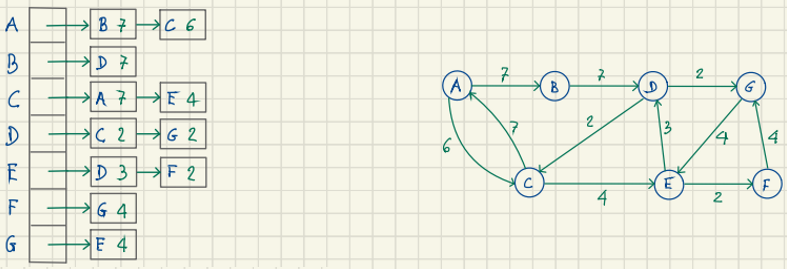 A B 7 C 6
B D 7
C A 7 E 4
D C 2 G 2
E D 3 F 2
F G 4
G E 4
7 7 2
A B D G
6 7 2 3 4 4
C E F
4 2